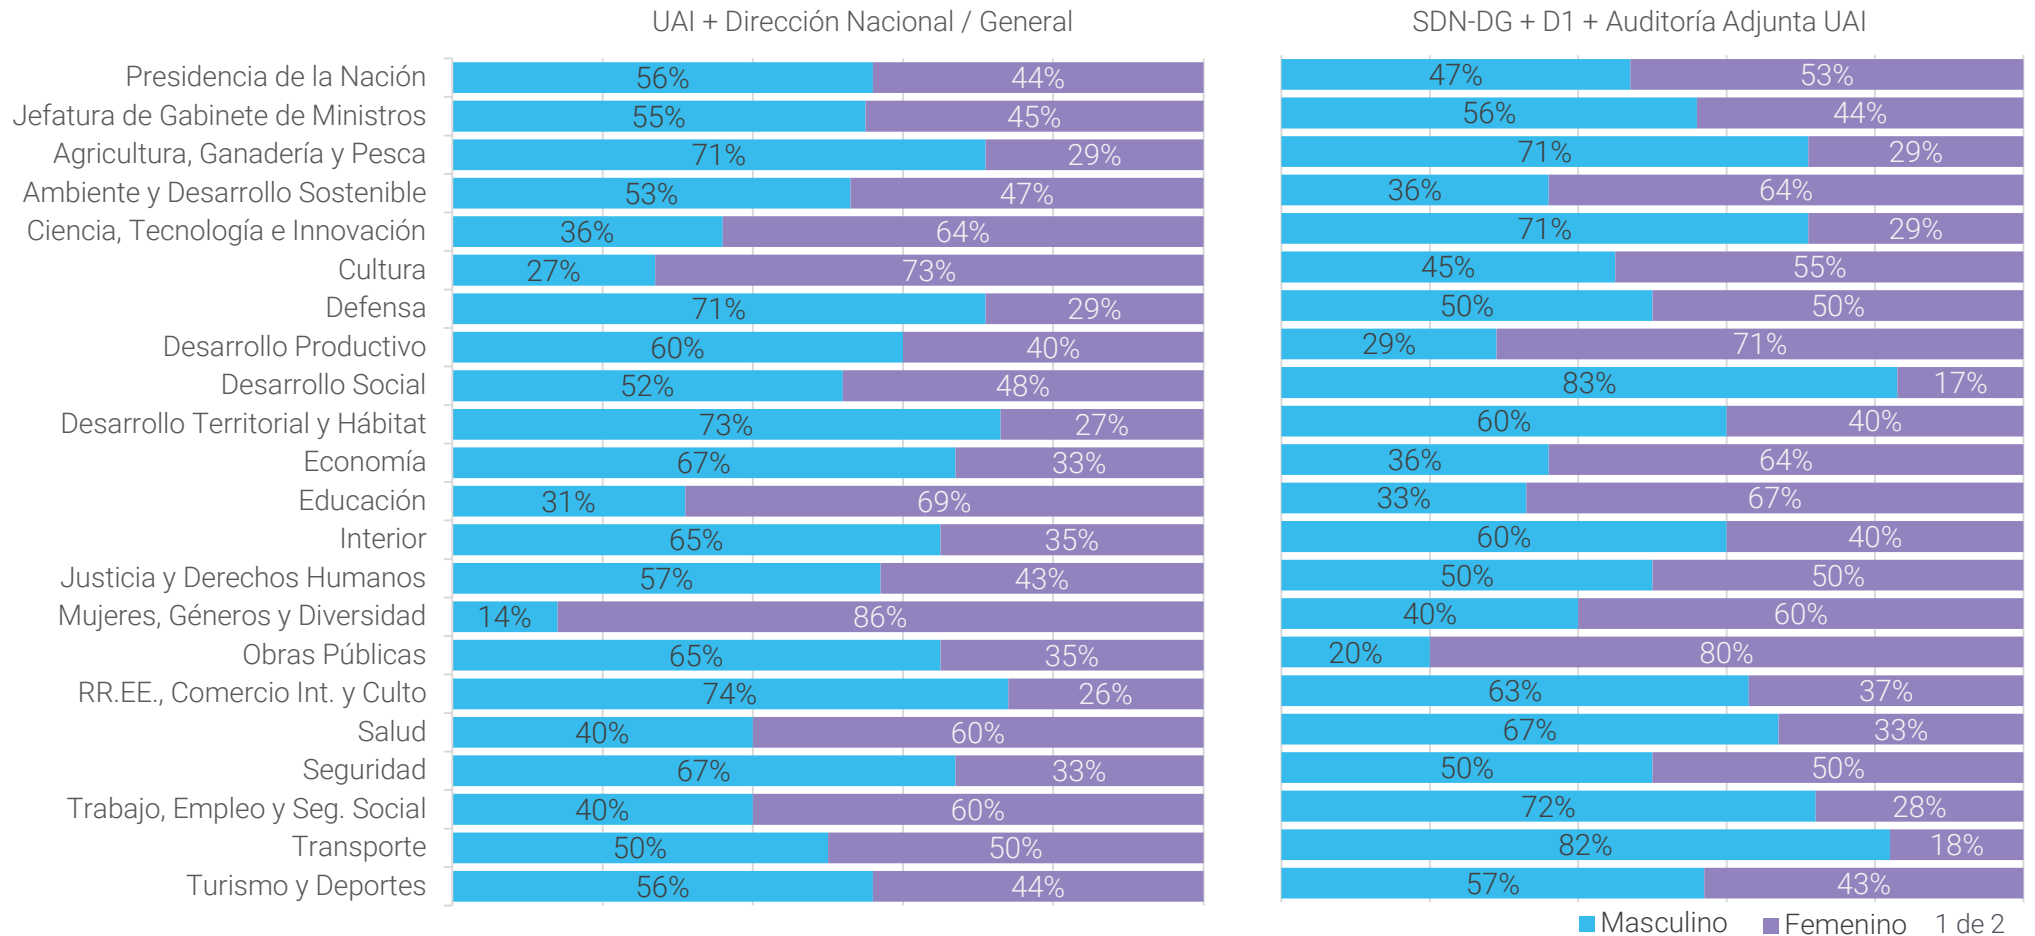 UAI + Dirección Nacional / General
SDN-DG + D1 + Auditoría Adjunta UAI
Presidencia de la Nación 56% 44% 47% 53%
Jefatura de Gabinete de Ministros 55% 45% 56% 44%
Agricultura, Ganadería y Pesca 71% 29% 71% 29%
Ambiente y Desarrollo Sostenible 53% 47% 36% 64%
Ciencia, Tecnología e Innovación 36% 64% 71% 29%
Cultura 27% 73% 45% 55%
Defensa 71% 29% 50% 50%
Desarrollo Productivo 60% 40% 29% 71%
Desarrollo Social 52% 48% 83% 17%
Desarrollo Territorial y Hábitat 73% 27% 60% 40%
Economía 67% 33% 36% 64%
Educación 31% 69% 33% 67%
Interior 65% 35% 60% 40%
Justicia y Derechos Humanos 57% 43% 50% 50%
Mujeres, Géneros y Diversidad 14% 86% 40% 60%
Obras Públicas 65% 35% 20% 80%
RR.EE., Comercio Int. y Culto 74% 26% 63% 37%
Salud 40% 60% 67% 33%
Seguridad 67% 33% 50% 50%
Trabajo, Empleo y Seg. Social 40% 60% 72% 28%
Transporte 50% 50% 82% 18%
Turismo y Deportes 56% 44% 57% 43%
Masculino Femenino 1 de 2